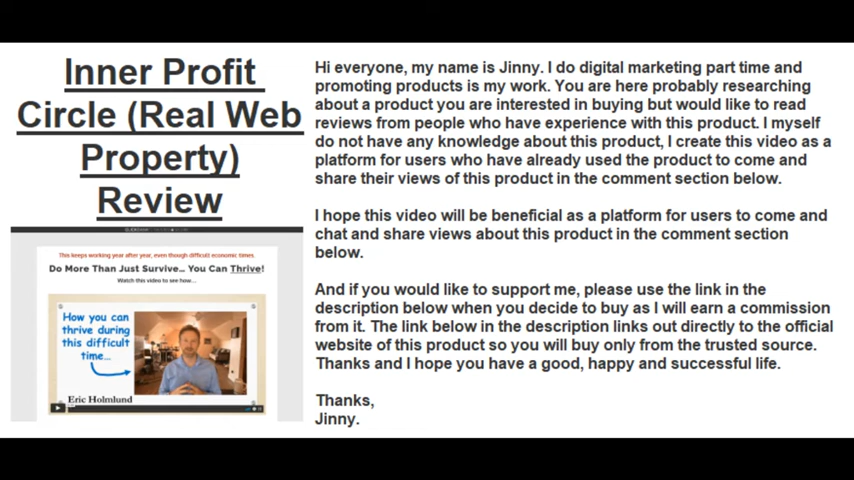 Inner Profit
Circle (Real Web
Property)
Review
This keeps working year after year, even though difficult economic times.
Do More Than Just Survive... You Can Thrive!
Watch this video to see how...
How you can
thrive during
this difficult
time...
Eric Holmlund
Hi everyone, my name is Jinny. I do digital marketing part time and
promoting products is my work. You are here probably researching
about a product you are interested in buying but would like to read
reviews from people who have experience with this product. I myself
do not have any knowledge about this product, I create this video as a
platform for users who have already used the product to come and
share their views of this product in the comment section below.
I hope this video will be beneficial as a platform for users to come and
chat and share views about this product in the comment section
below.
And if you would like to support me, please use the link in the
description below when you decide to buy as I will earn a commission
from it. The link below in the description links out directly to the official
website of this product so you will buy only from the trusted source.
Thanks and I hope you have a good, happy and successful life.
Thanks,
Jinny.